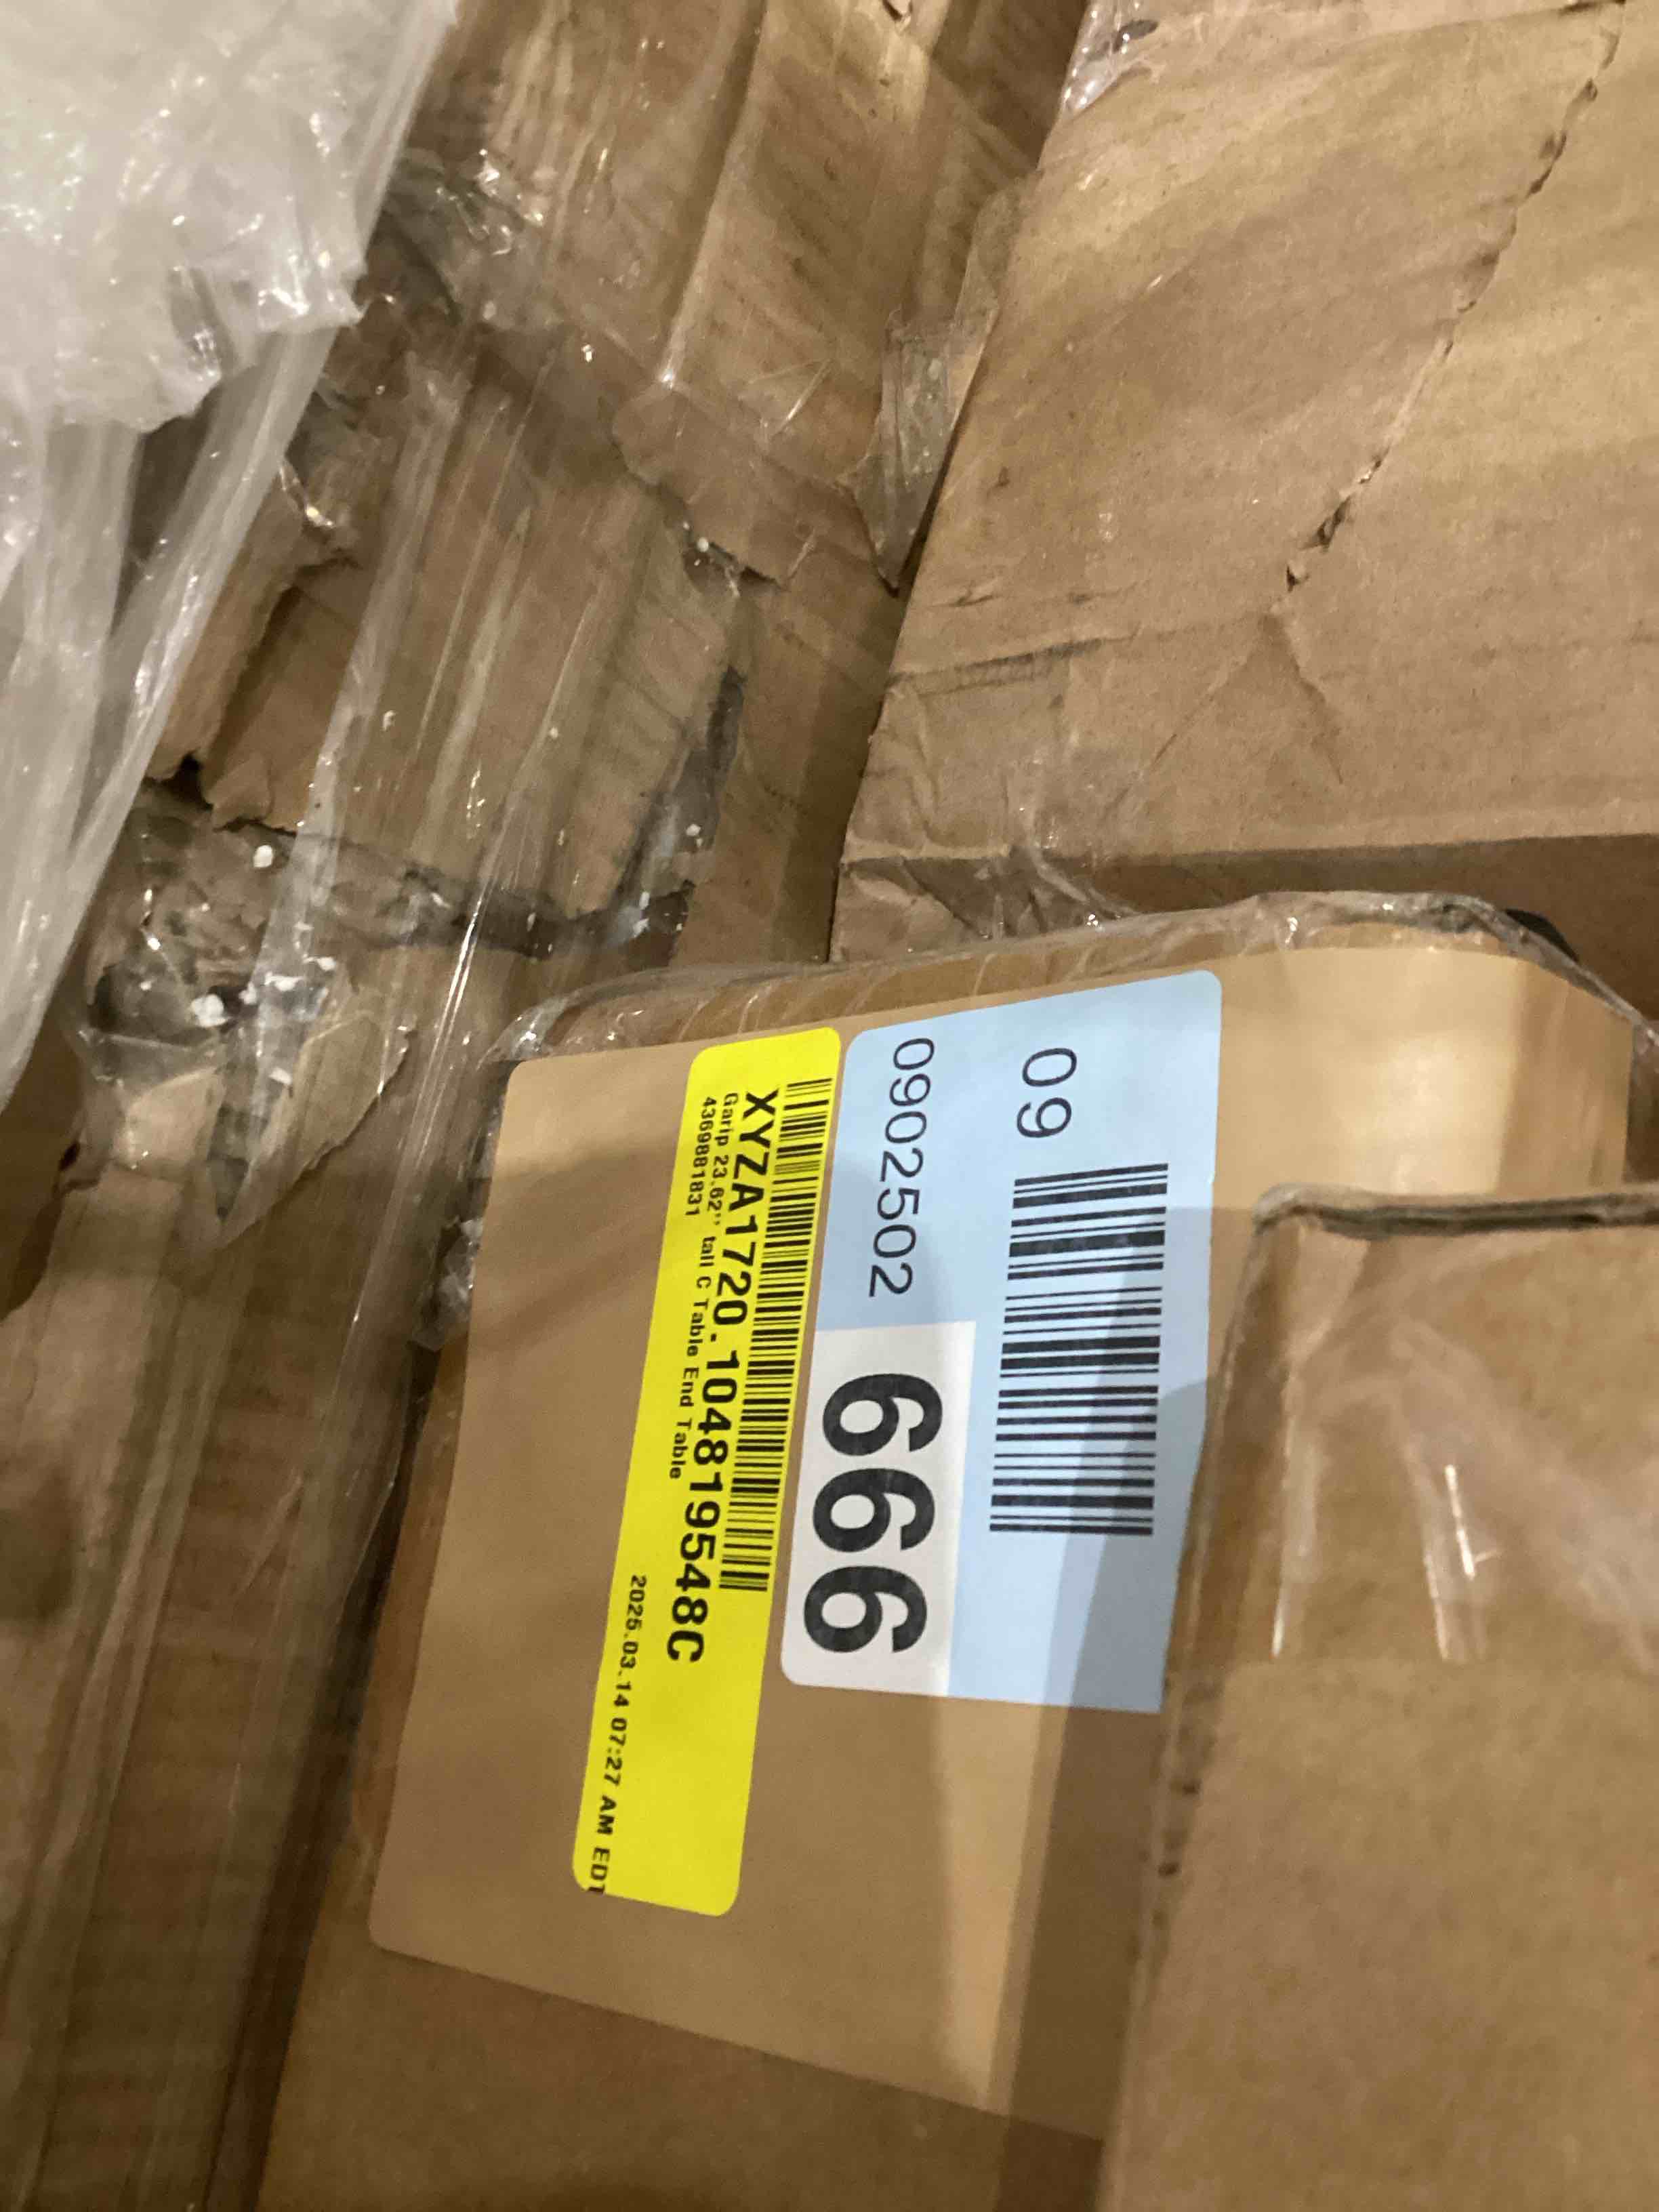 09
0902502
666
XYZA1720.1048195548C
Garip 23.62'' tall C Table End Table
4369881831
2025.03.14 07:27 AM EDT